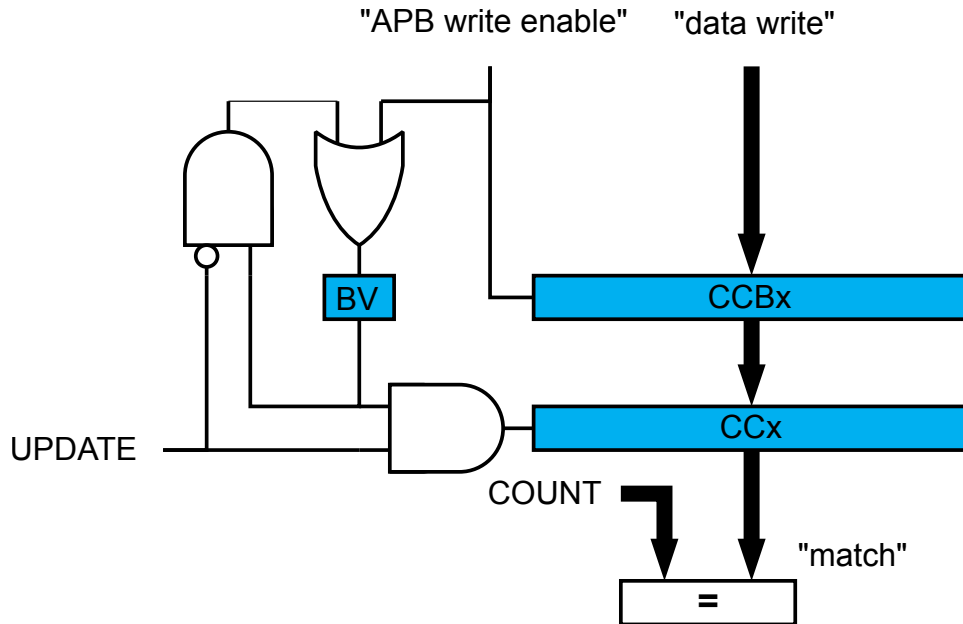 "APB write enable"
"data write"
BV
CCBx
CCx
UPDATE
COUNT
"match"
=